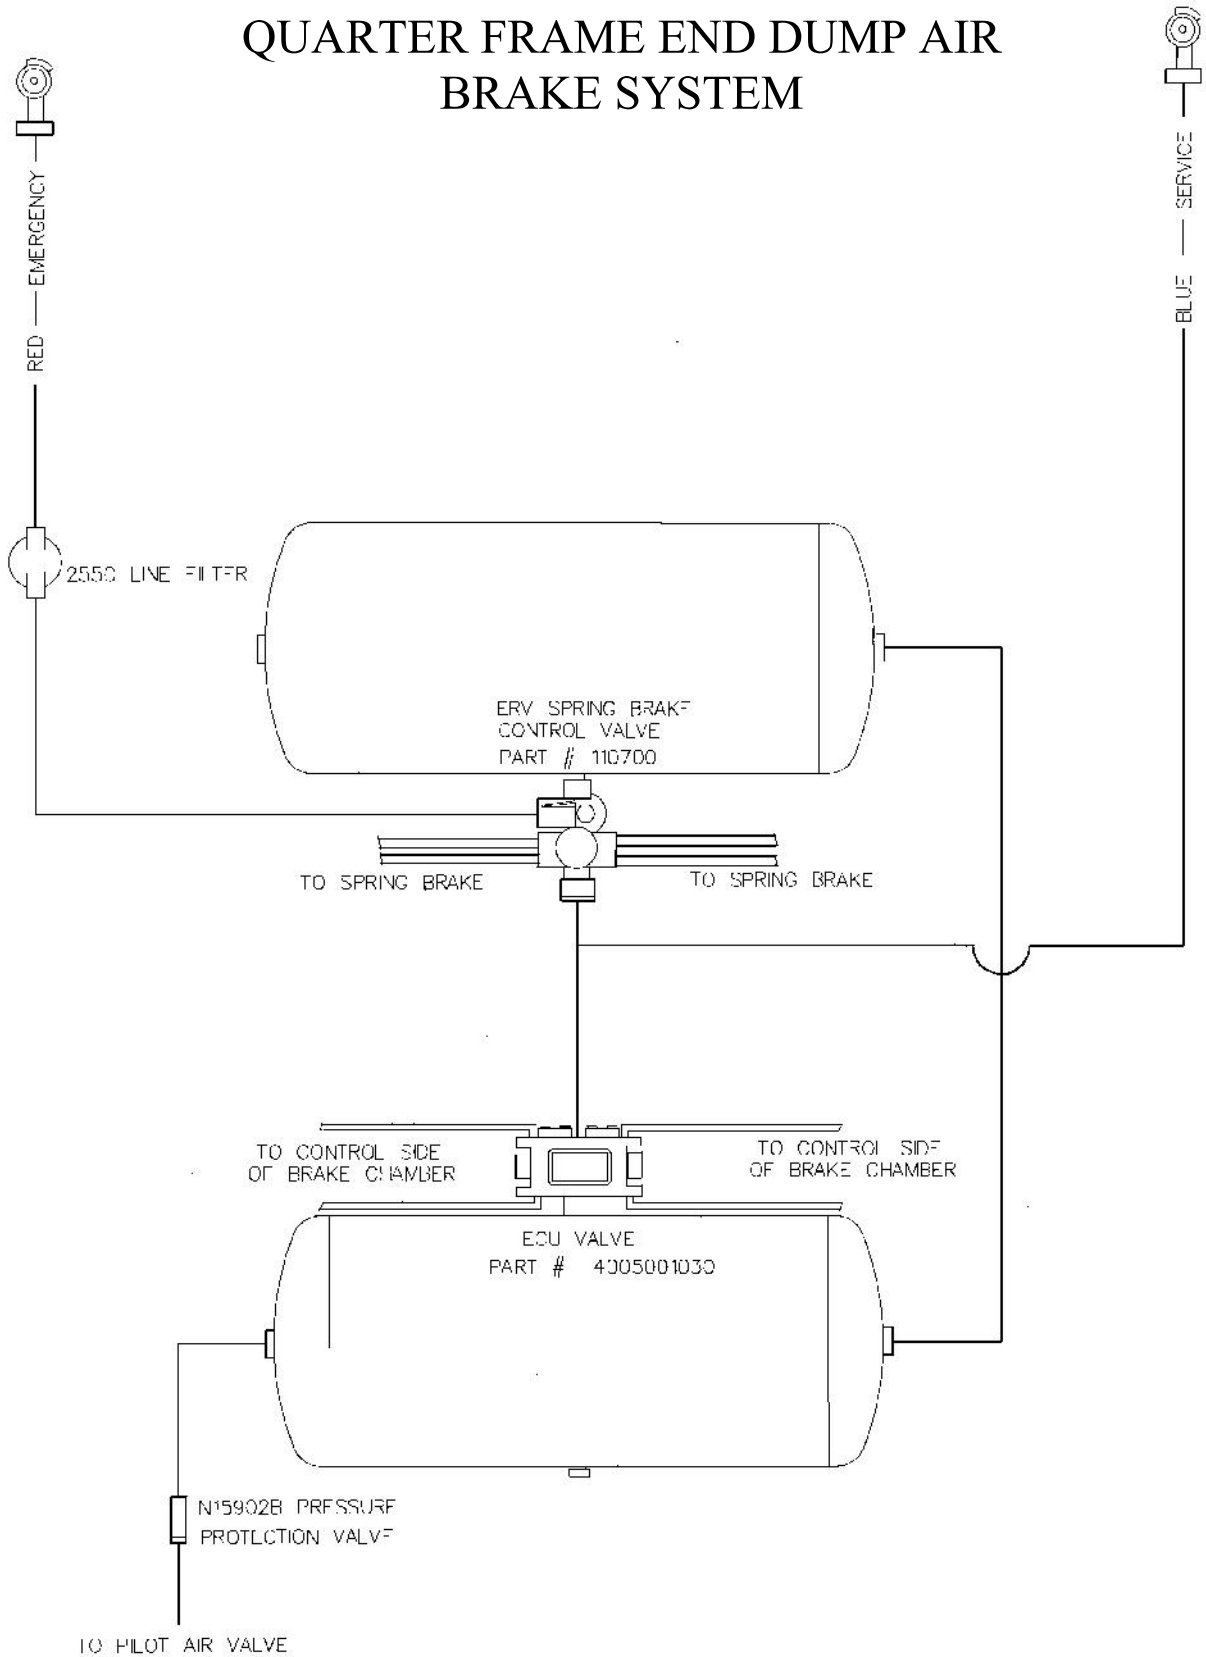 QUARTER FRAME END DUMP AIR
BRAKE SYSTEM
RED — EMERGENCY
BLUE — SERVICE
2550 LINE FILTER
ERV SPRING BRAKE
CONTROL VALVE
PART # 110700
TO SPRING BRAKE
TO SPRING BRAKE
TO CONTROL SIDE
OF BRAKE CHAMBER
TO CONTROL SIDE
OF BRAKE CHAMBER
ECU VALVE
PART # 4005001030
N15902B PRESSURE
PROTECTION VALVE
TO PILOT AIR VALVE